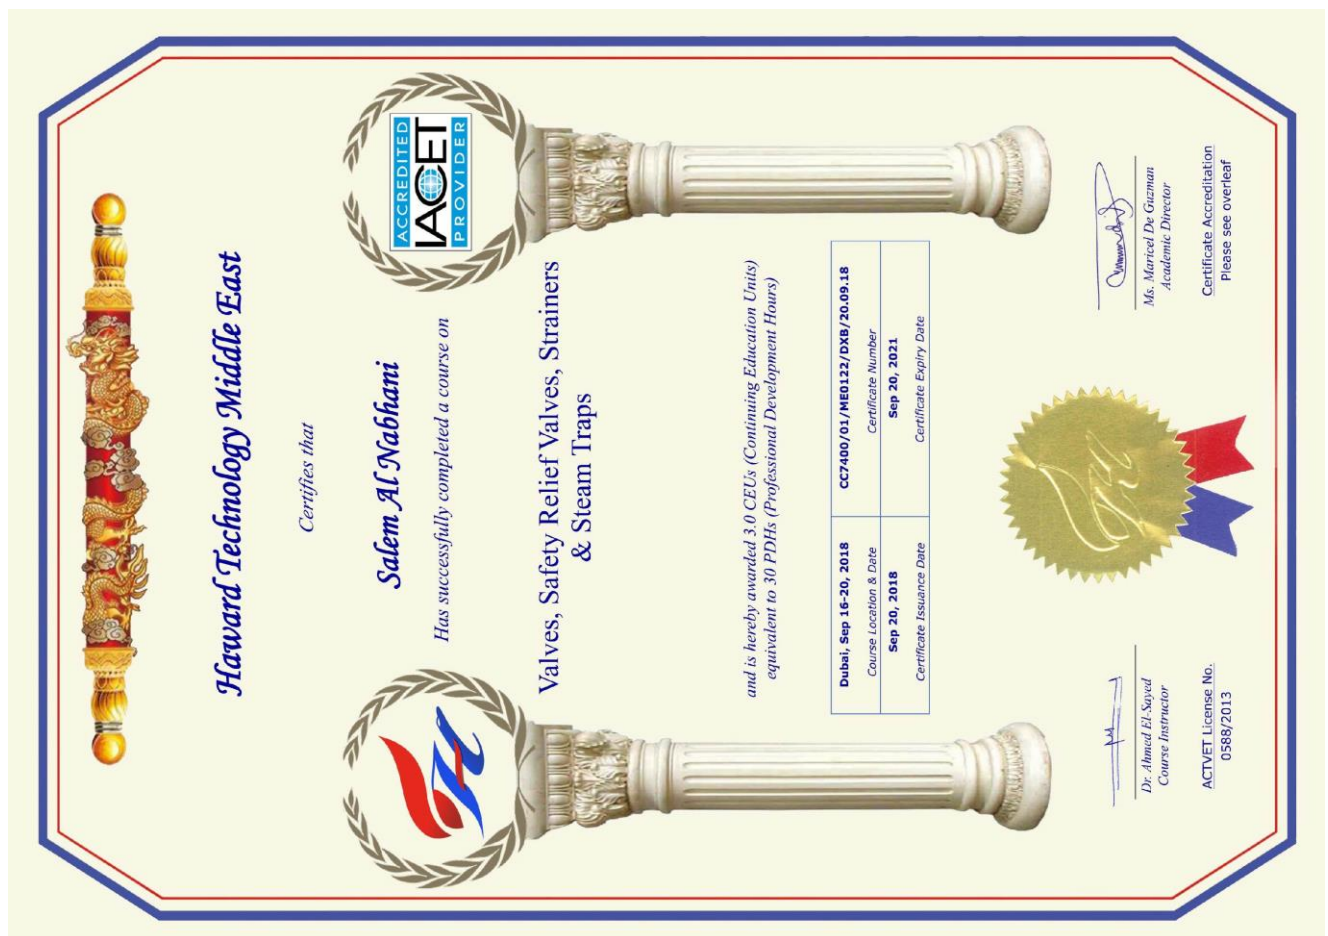 Haward Technology Middle East
Certifies that
ACCREDITED
IACET
PROVIDER
Salem Al Nabhani
Has successfully completed a course on
Valves, Safety Relief Valves, Strainers
& Steam Traps
and is hereby awarded 3.0 CEUs (Continuing Education Units)
equivalent to 30 PDHs (Professional Development Hours)
Dubai, Sep 16-20, 2018 CC7400/01/ME0122/DXB/20.09.18
Course Location & Date Certificate Number
Sep 20, 2018 Sep 20, 2021
Certificate Issuance Date Certificate Expiry Date
Dr. Ahmed El-Sayed Ms. Maricel De Guzman
Course Instructor Academic Director
ACTVET License No. Certificate Accreditation
0588/2013 Please see overleaf